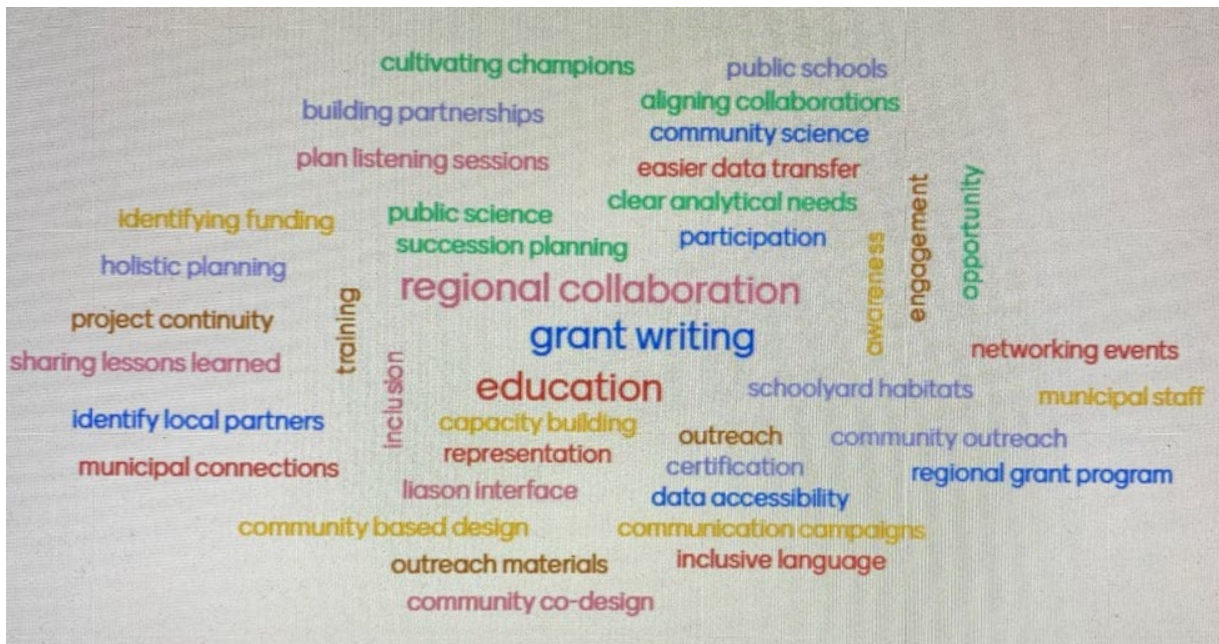 cultivating champions
public schools
building partnerships
aligning collaborations
community science
plan listening sessions
easier data transfer
clear analytical needs
identifying funding
public science
participation
succession planning
holistic planning
regional collaboration
awareness
engagement
opportunity
project continuity
training
grant writing
sharing lessons learned
networking events
inclusion
education
schoolyard habitats
municipal staff
identify local partners
capacity building
outreach
community outreach
municipal connections
representation
certification
regional grant program
liason interface
data accessibility
community based design
communication campaigns
outreach materials
inclusive language
community co-design